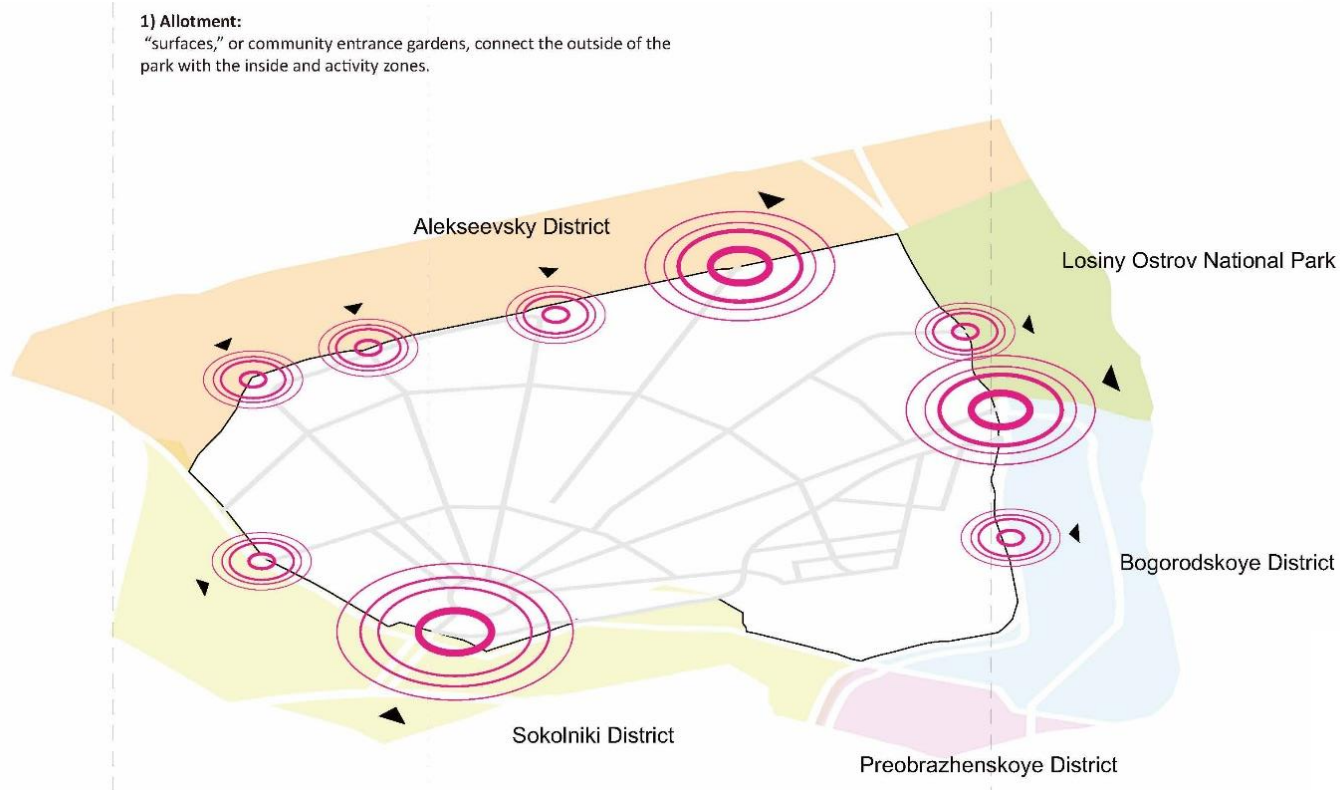 1) Allotment:
“surfaces,” or community entrance gardens, connect the outside of the
park with the inside and activity zones.
Alekseevsky District
Losiny Ostrov National Park
Bogorodskoye District
Sokolniki District
Preobrazhenskoye District